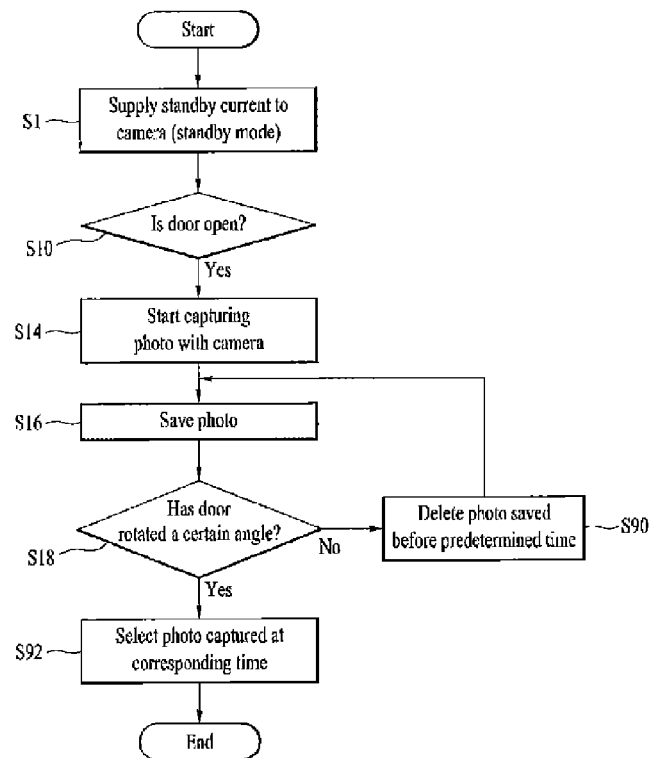 Start
S1
Supply standby current to
camera (standby mode)
S10
Is door open?
Yes
S14
Start capturing
photo with camera
S16
Save photo
S18
Has door
rotated a certain angle?
No
Delete photo saved
before predetermined time
S90
Yes
S92
Select photo captured at
corresponding time
End